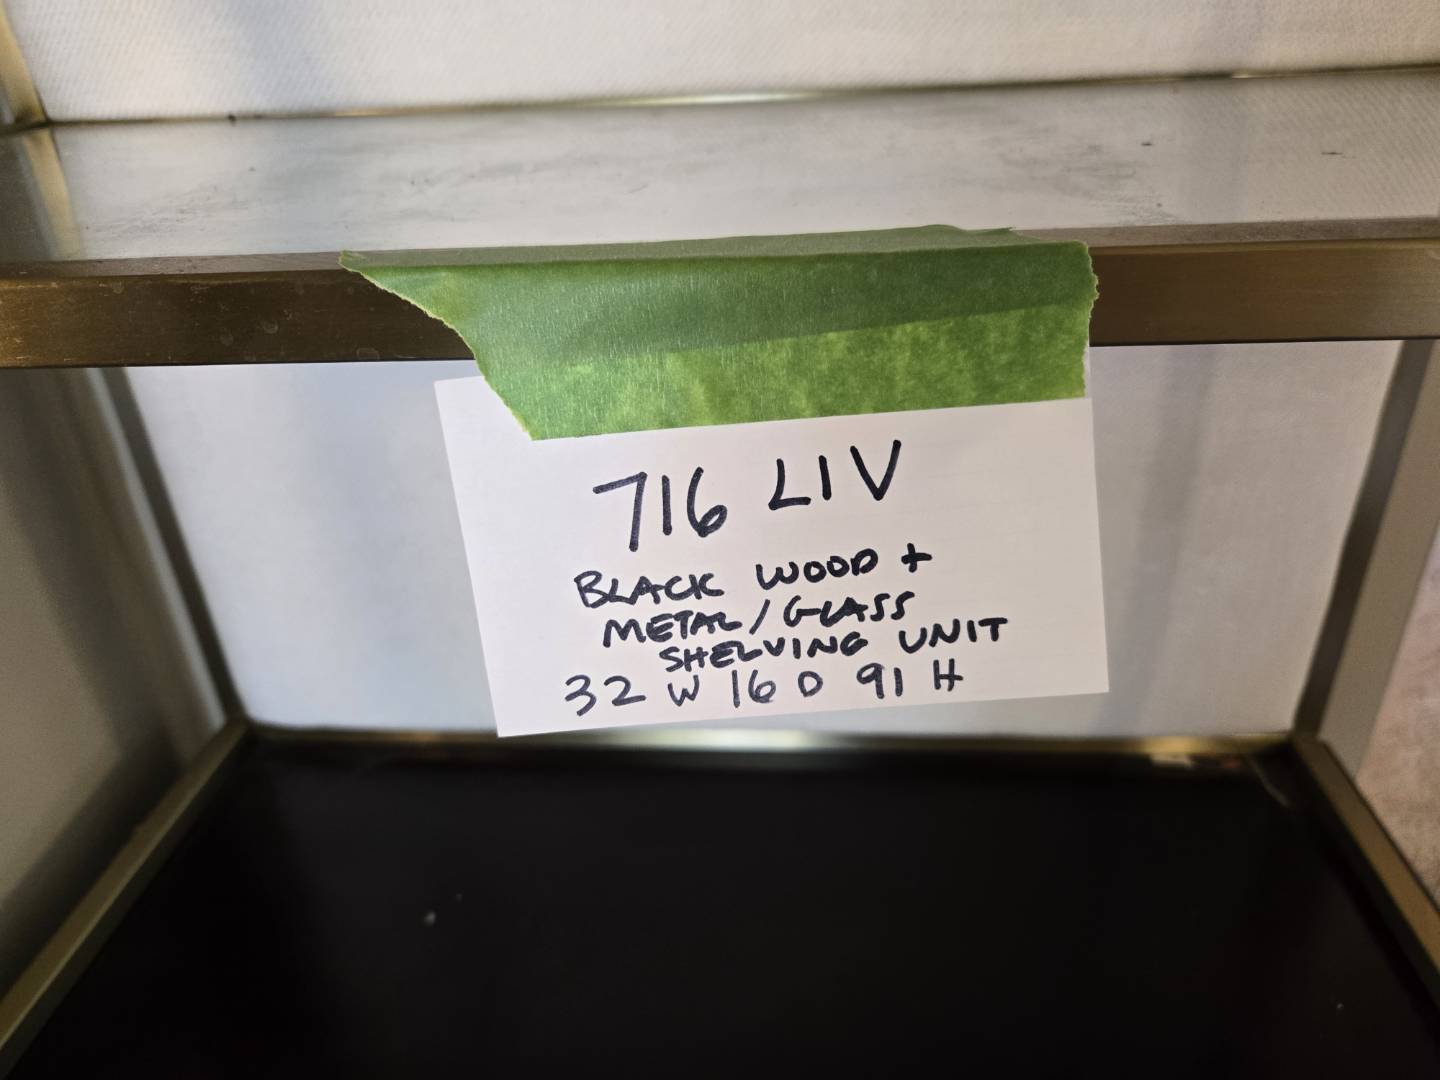 716 LIV
BLACK WOOD +
METAL/GLASS
SHELVING UNIT
32 W 16 D 91 H